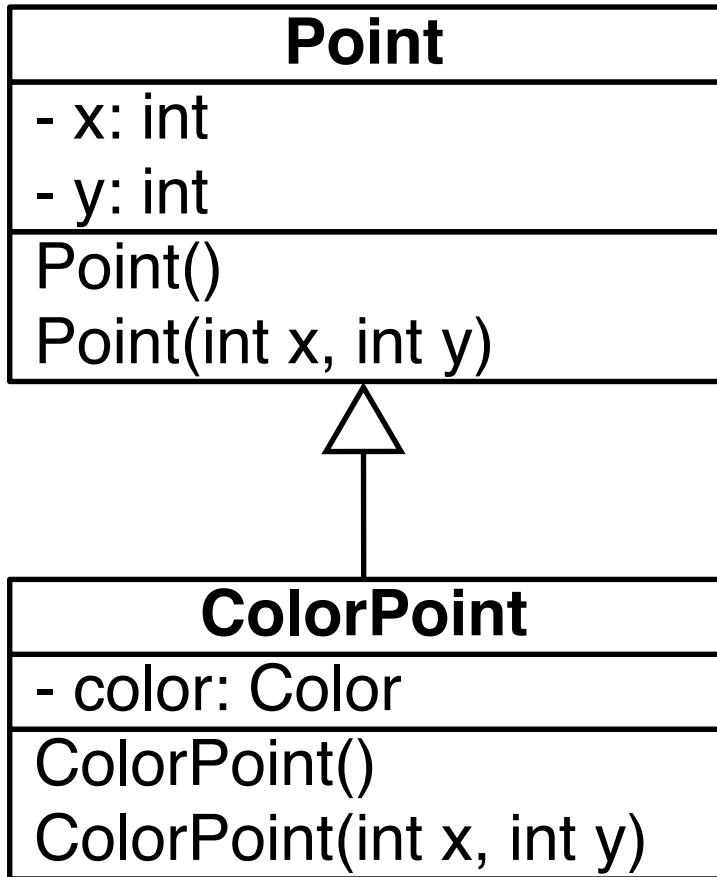 Point
- x: int
- y: int
Point()
Point(int x, int y)
ColorPoint
- color: Color
ColorPoint()
ColorPoint(int x, int y)